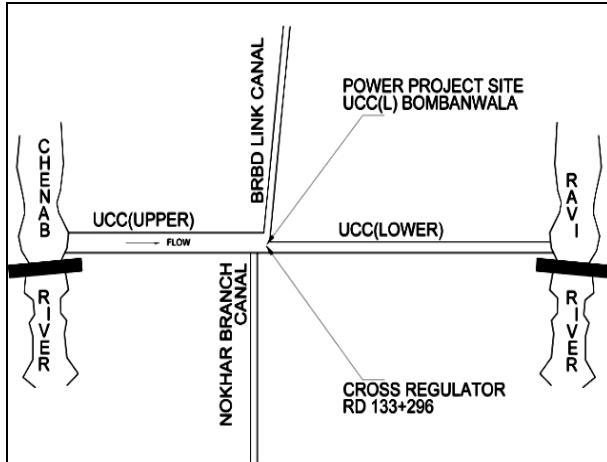 BRBD LINK CANAL
POWER PROJECT SITE
UCC(L) BOMBANWALA
CHENAB
RIVER
UCC(UPPER)
FLOW
UCC(LOWER)
RAVI
RIVER
NOKHAR BRANCH
CANAL
CROSS REGULATOR
RD 133+296